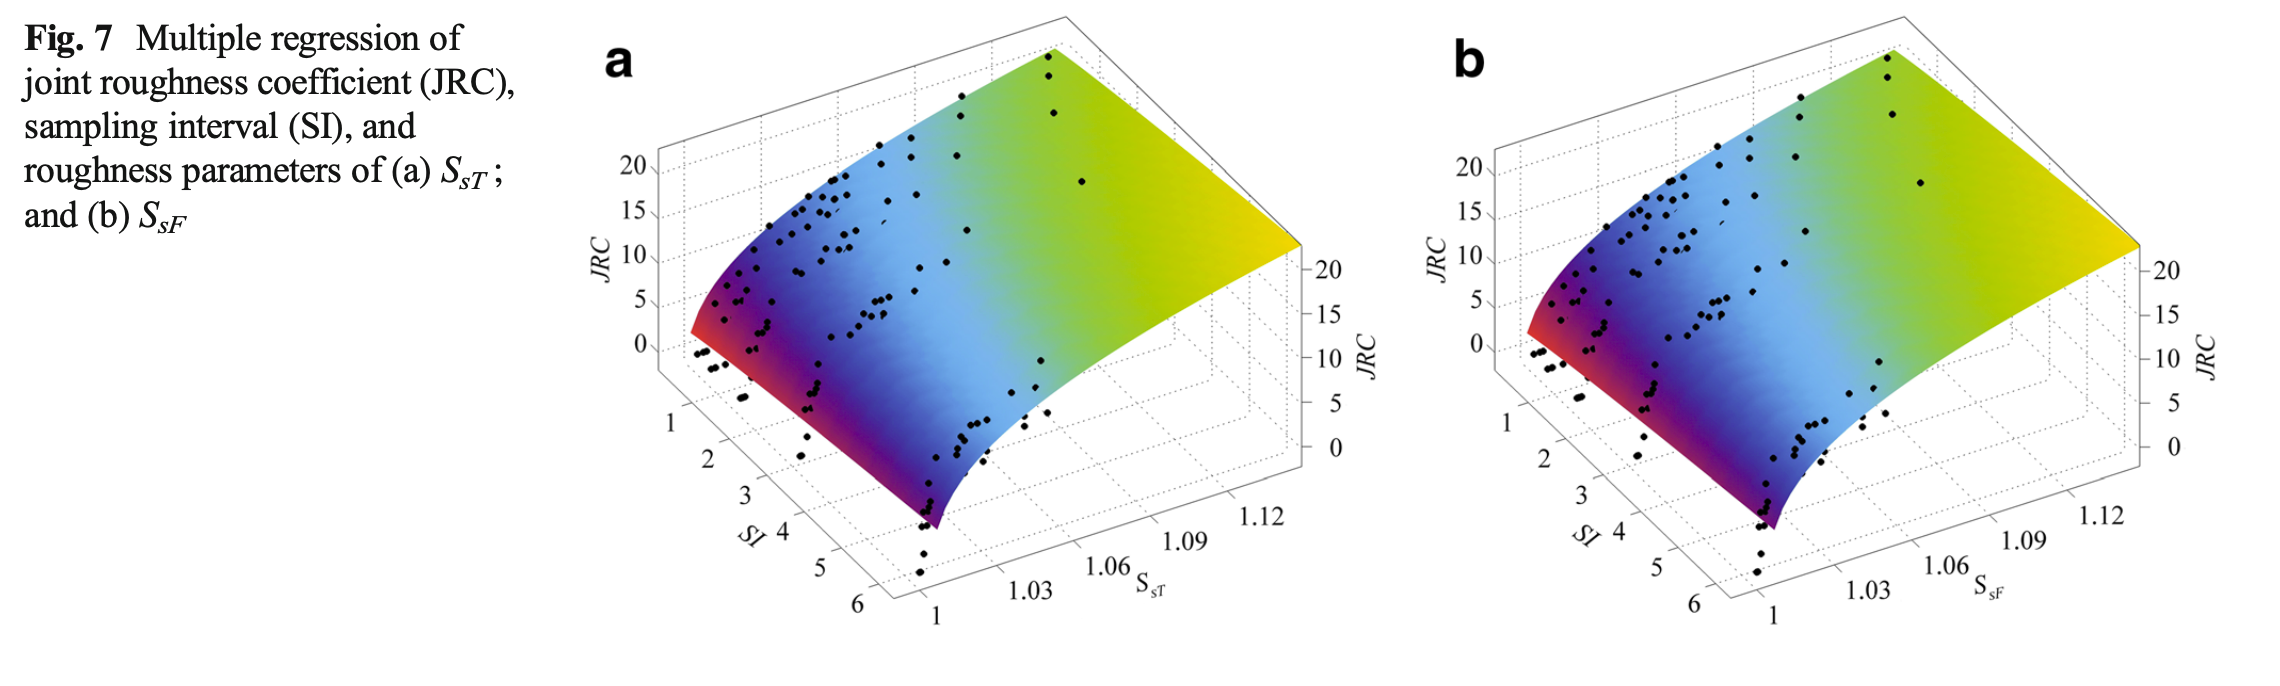 Fig. 7 Multiple regression of
joint roughness coefficient (JRC),
sampling interval (SI), and
roughness parameters of (a) SsT ;
and (b) SsF
a
20
15
10
5
0
JRC
1
2
3
4
5
6
SI
1
1.03
1.06
1.09
1.12
SsT
20
15
10
5
0
JRC
b
20
15
10
5
0
JRC
1
2
3
4
5
6
SI
1
1.03
1.06
1.09
1.12
SsF
20
15
10
5
0
JRC